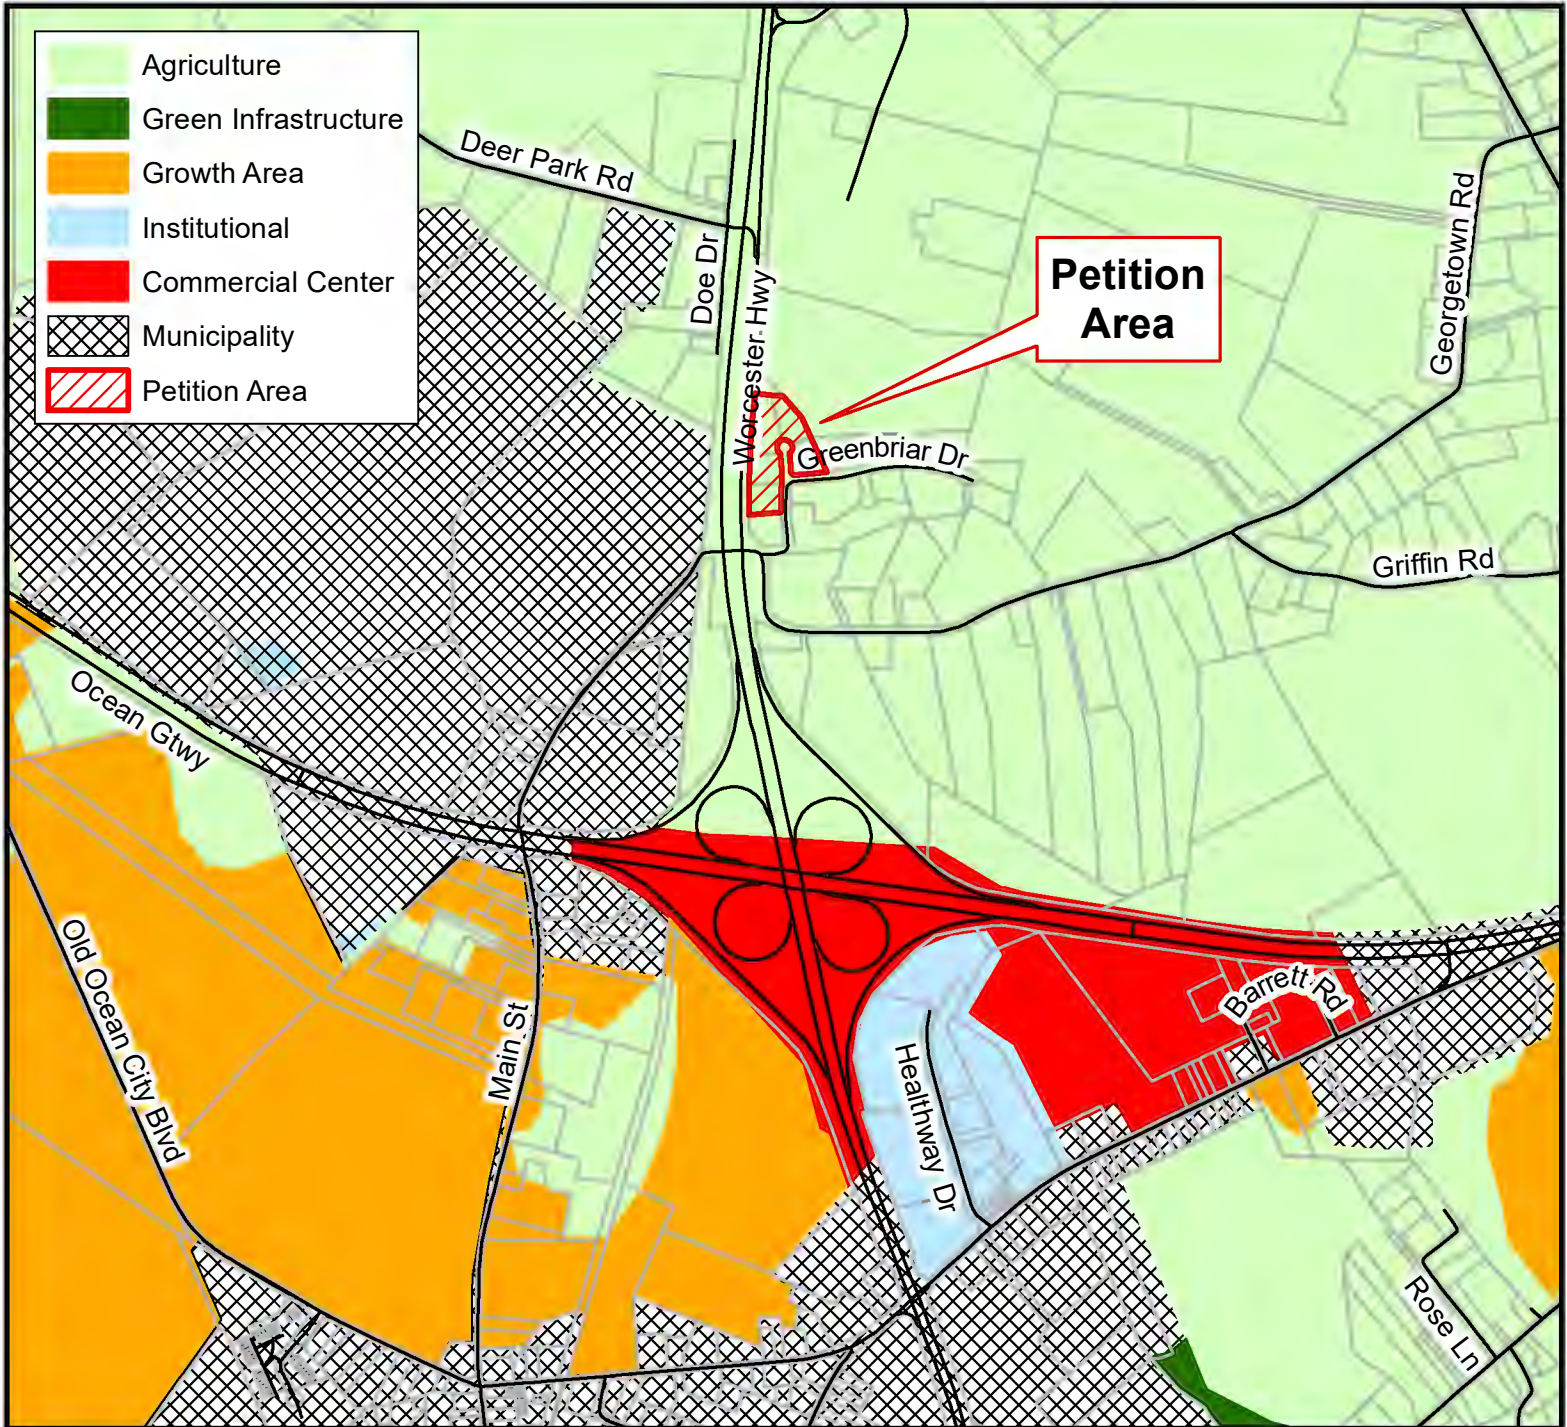 Agriculture
Green Infrastructure
Growth Area
Institutional
Commercial Center
Municipality
Petition Area
Deer Park Rd
Doe Dr
Worcester Hwy
Petition
Area
Georgetown Rd
Greenbriar Dr
Griffin Rd
Ocean Gtwy
Old Ocean City Blvd
Main St
Healthway Dr
Barrett Rd
Rose Ln